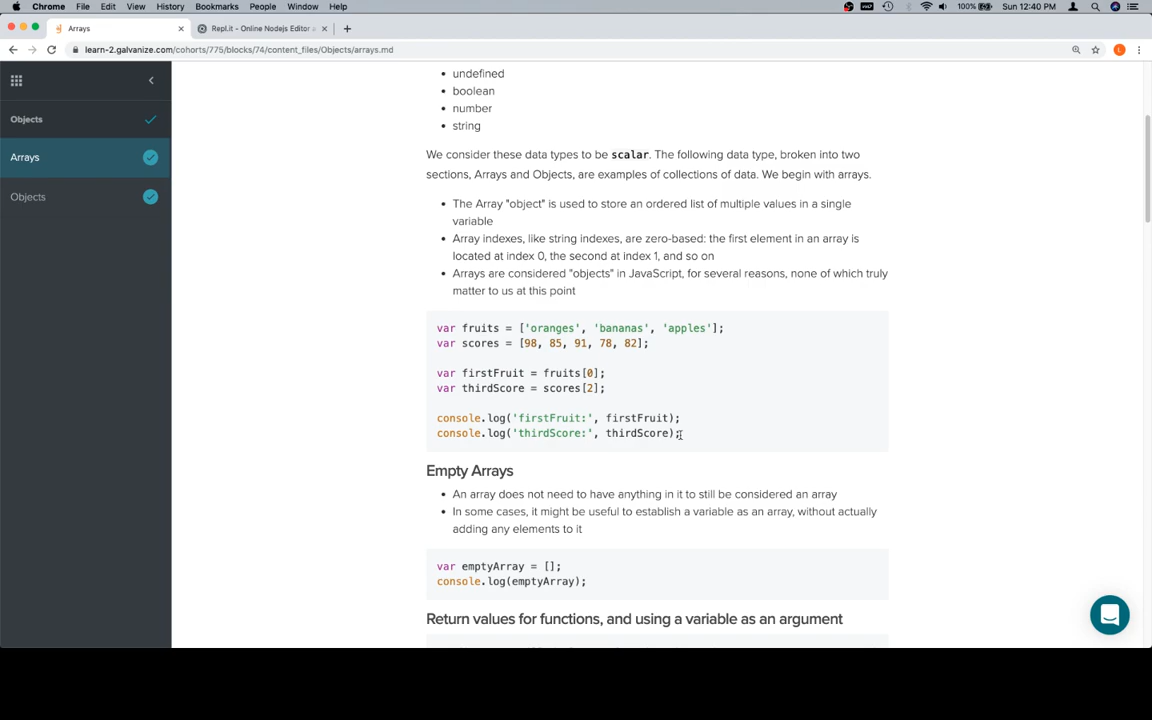 Chrome File Edit View History Bookmarks People Window Help
100% Sun 12:40 PM
Arrays
Repl.it - Online Nodejs Editor
learn-2.galvanize.com/cohorts/775/blocks/74/content_files/Objects/arrays.md
Objects
Arrays
Objects
• undefined
• boolean
• number
• string
We consider these data types to be scalar. The following data type, broken into two
sections, Arrays and Objects, are examples of collections of data. We begin with arrays.
• The Array "object" is used to store an ordered list of multiple values in a single
variable
• Array indexes, like string indexes, are zero-based: the first element in an array is
located at index 0, the second at index 1, and so on
• Arrays are considered "objects" in JavaScript, for several reasons, none of which truly
matter to us at this point
var fruits = ['oranges', 'bananas', 'apples'];
var scores = [98, 85, 91, 78, 82];
var firstFruit = fruits[0];
var thirdScore = scores[2];
console.log('firstFruit:', firstFruit);
console.log('thirdScore:', thirdScore);
Empty Arrays
• An array does not need to have anything in it to still be considered an array
• In some cases, it might be useful to establish a variable as an array, without actually
adding any elements to it
var emptyArray = [];
console.log(emptyArray);
Return values for functions, and using a variable as an argument